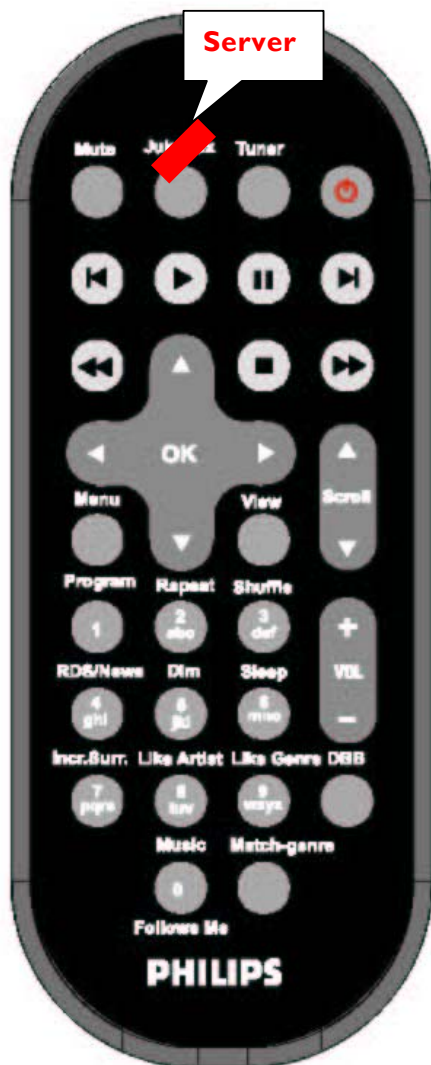 Server
Mute Tuner
OK
Menu View
Scroll
Program Repeat Shuffle
1 2 3
abc def
+
RDS/News Dim Sleep VOL
4 5 6
ghi jkl mno
-
Incr.Surr. Like Artist Like Genre DBB
7 8 9
pqrs tuv wxyz
Music Match-genre
0
Follows Me
PHILIPS